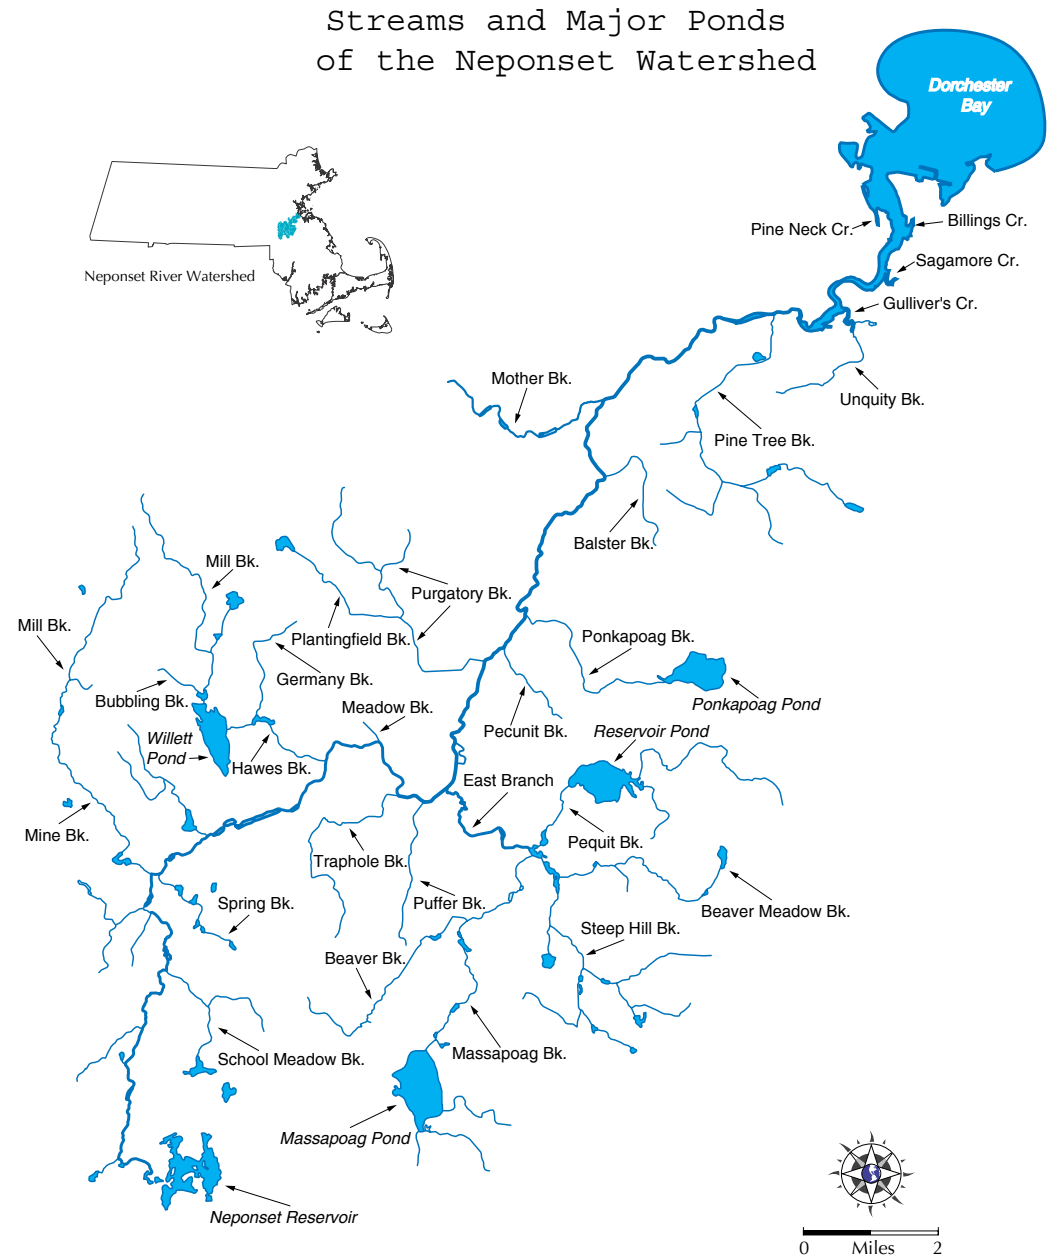 Streams and Major Ponds
of the Neponset Watershed
Dorchester
Bay
Pine Neck Cr.
Billings Cr.
Sagamore Cr.
Neponset River Watershed
Gulliver's Cr.
Mother Bk.
Unquity Bk.
Pine Tree Bk.
Balster Bk.
Mill Bk.
Purgatory Bk.
Mill Bk.
Plantingfield Bk.
Ponkapoag Bk.
Germany Bk.
Bubbling Bk.
Ponkapoag Pond
Meadow Bk.
Pecunit Bk.
Reservoir Pond
Willett
Pond
Hawes Bk.
East Branch
Mine Bk.
Pequit Bk.
Traphole Bk.
Spring Bk.
Puffer Bk.
Beaver Meadow Bk.
Steep Hill Bk.
Beaver Bk.
School Meadow Bk.
Massapoag Bk.
Massapoag Pond
Neponset Reservoir
0 Miles 2